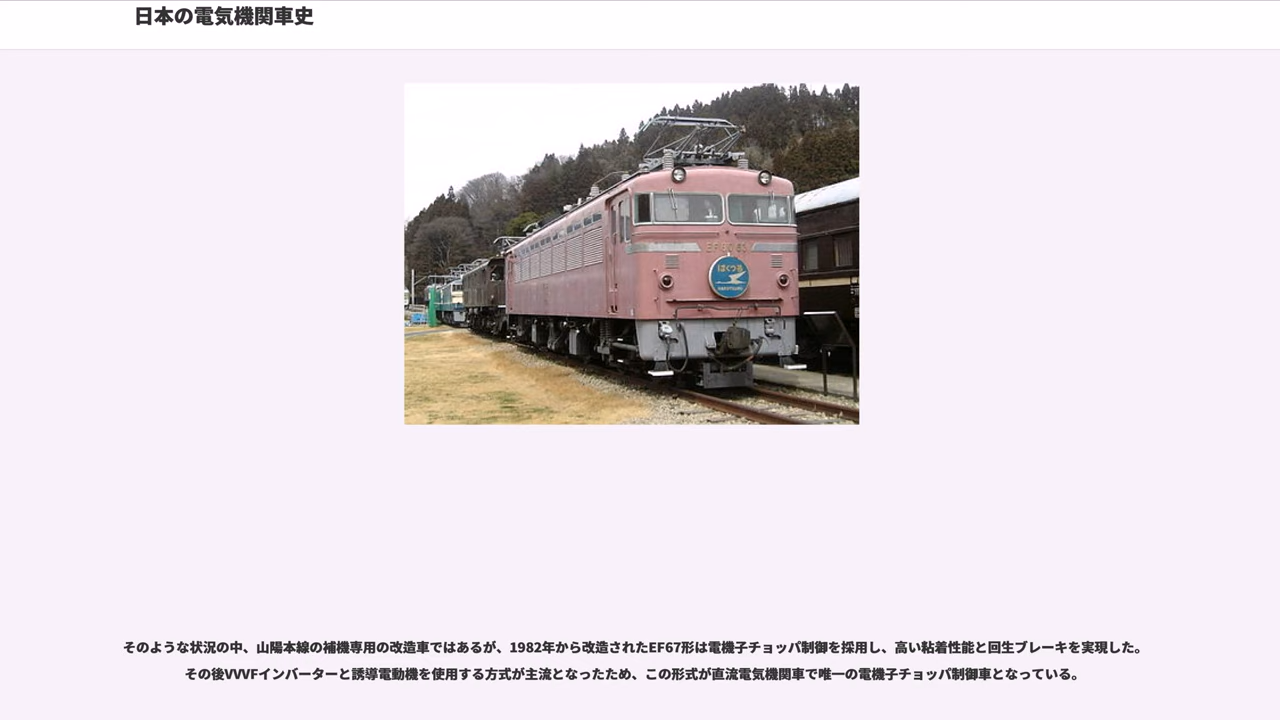 日本の電気機関車史
はくつる
そのような状況の中、山陽本線の補機専用の改造車ではあるが、1982年から改造されたEF67形は電機子チョッパ制御を採用し、高い粘着性能と回生ブレーキを実現した。
その後VVVFインバーターと誘導電動機を使用する方式が主流となったため、この形式が直流電気機関車で唯一の電機子チョッパ制御車となっている。